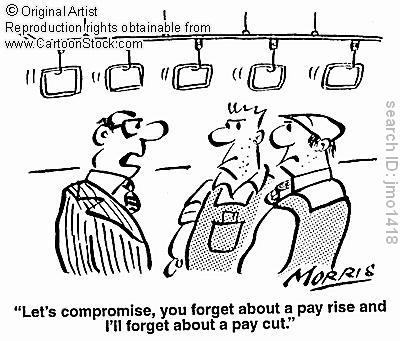 © Original Artist
Reproduction rights obtainable from
www.CartoonStock.com
search ID: jmo1418
MORRIS
"Let's compromise, you forget about a pay rise and
I'll forget about a pay cut."